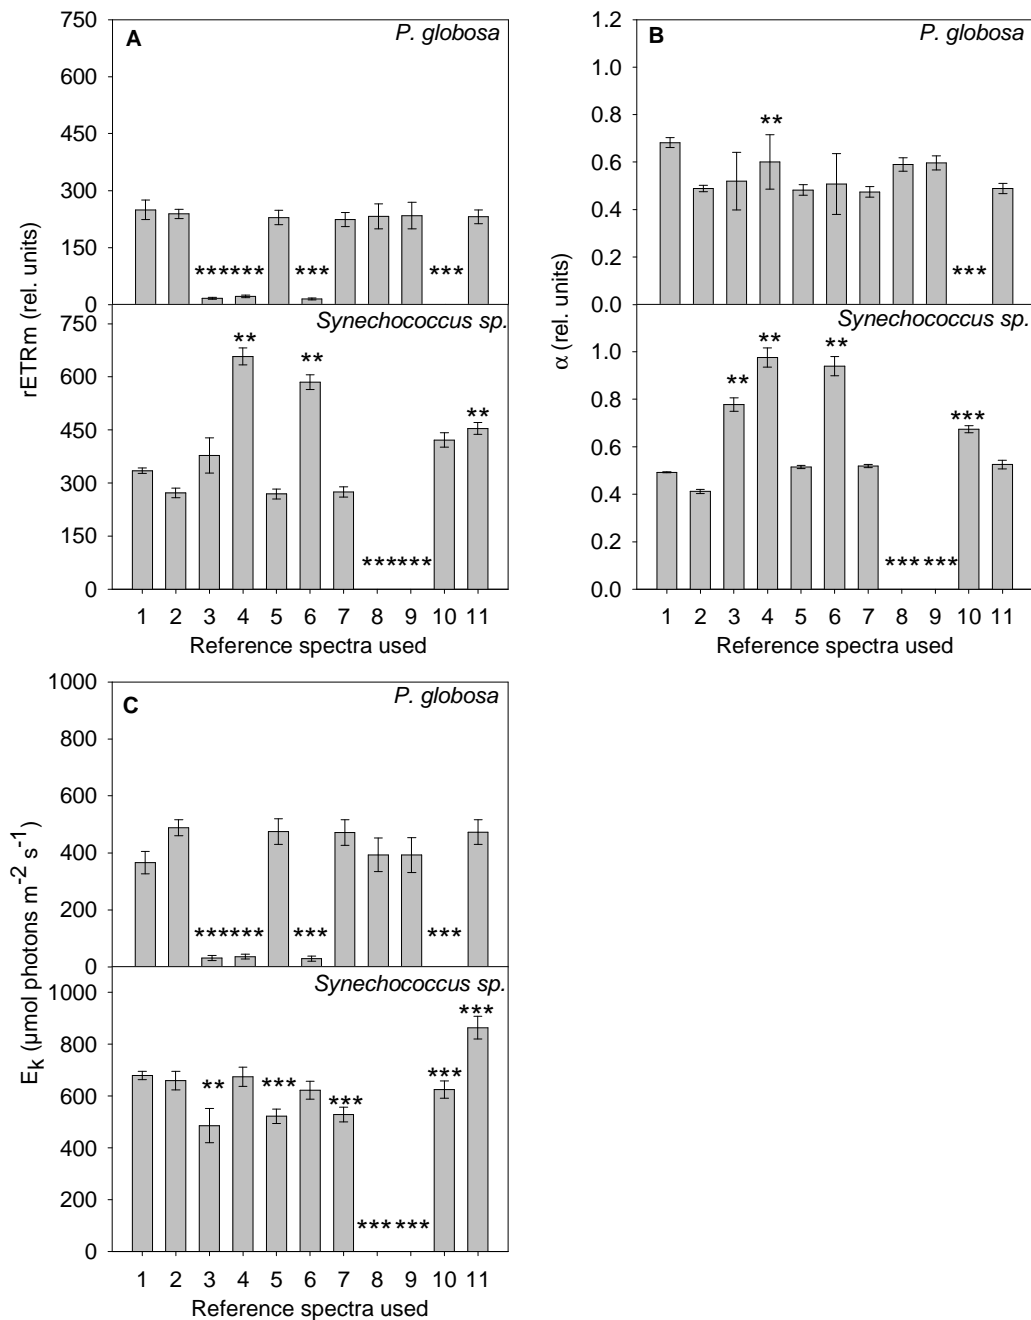 A
P. globosa
750
600
450
300
150
0
*** *** *** ***
Synechococcus sp.
750
600
450
300
150
0
** ** **
*** ***
rETRm (rel. units)
1 2 3 4 5 6 7 8 9 10 11
Reference spectra used
B
P. globosa
1.2
1.0
0.8
0.6
0.4
0.2
0.0
**
***
Synechococcus sp.
1.0
0.8
0.6
0.4
0.2
0.0
** ** ** ***
*** ***
α (rel. units)
1 2 3 4 5 6 7 8 9 10 11
Reference spectra used
C
P. globosa
1000
800
600
400
200
0
*** *** *** ***
Synechococcus sp.
1000
800
600
400
200
0
** *** *** *** ***
*** ***
Ek (µmol photons m-2 s-1)
1 2 3 4 5 6 7 8 9 10 11
Reference spectra used